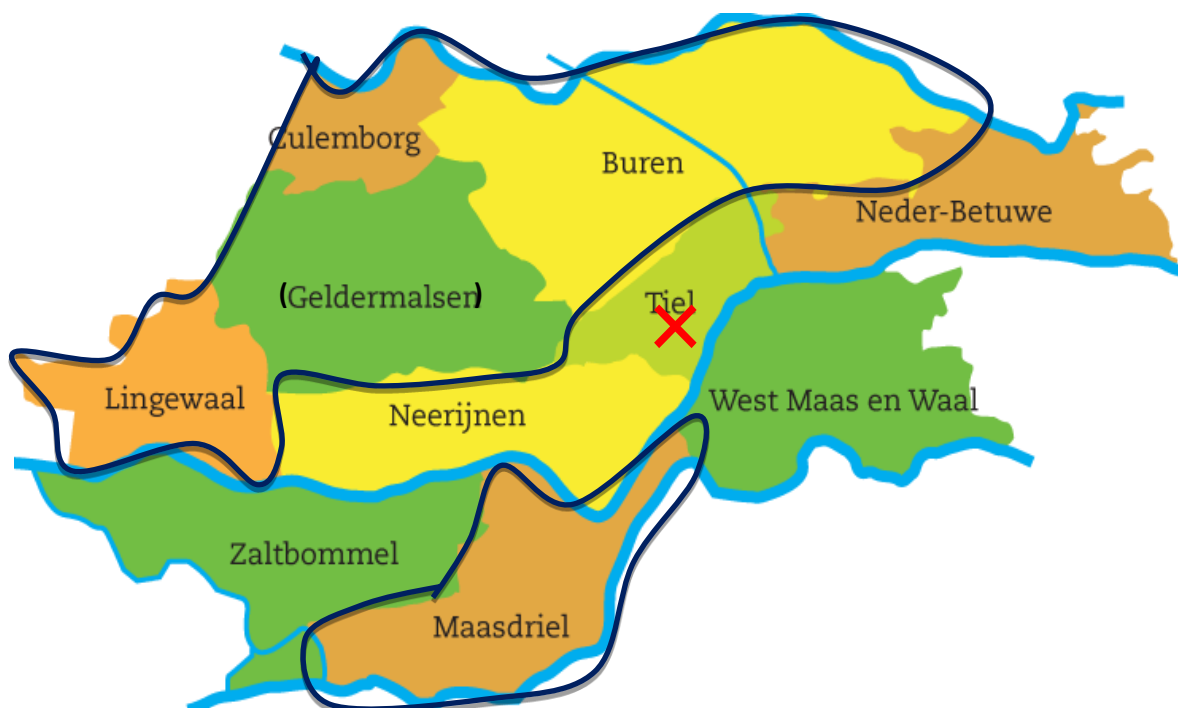 Culemborg
Buren
Neder-Betuwe
(Geldermalsen)
Tiel
Lingewaal
Neerijnen
West Maas en Waal
Zaltbommel
Maasdriel